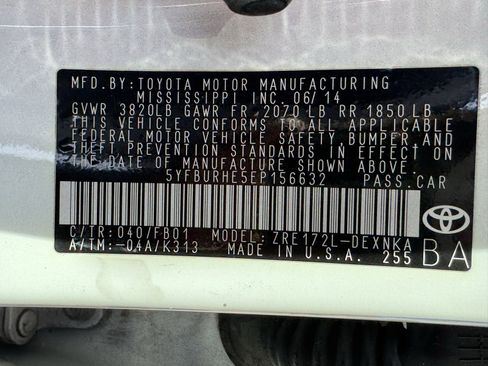 MFD.BY:TOYOTA MOTOR MANUFACTURING
MISSISSIPPI INC. 06/14
GVWR 3820LB GAWR FR 2070 LB RR 1850 LB
THIS VEHICLE CONFORMS TO ALL APPLICABLE
FEDERAL MOTOR VEHICLE SAFETY,BUMPER,AND
THEFT PREVENTION STANDARDS IN EFFECT ON
THE DATE OF MANUFACTURE SHOWN ABOVE.
5YFBURHE5EP156632 PASS.CAR
C/TR:040/FB01 MODEL:ZRE172L-DEXNKA
A/TM:-04A/K313 MADE IN U.S.A. 255
TOYOTA
BA